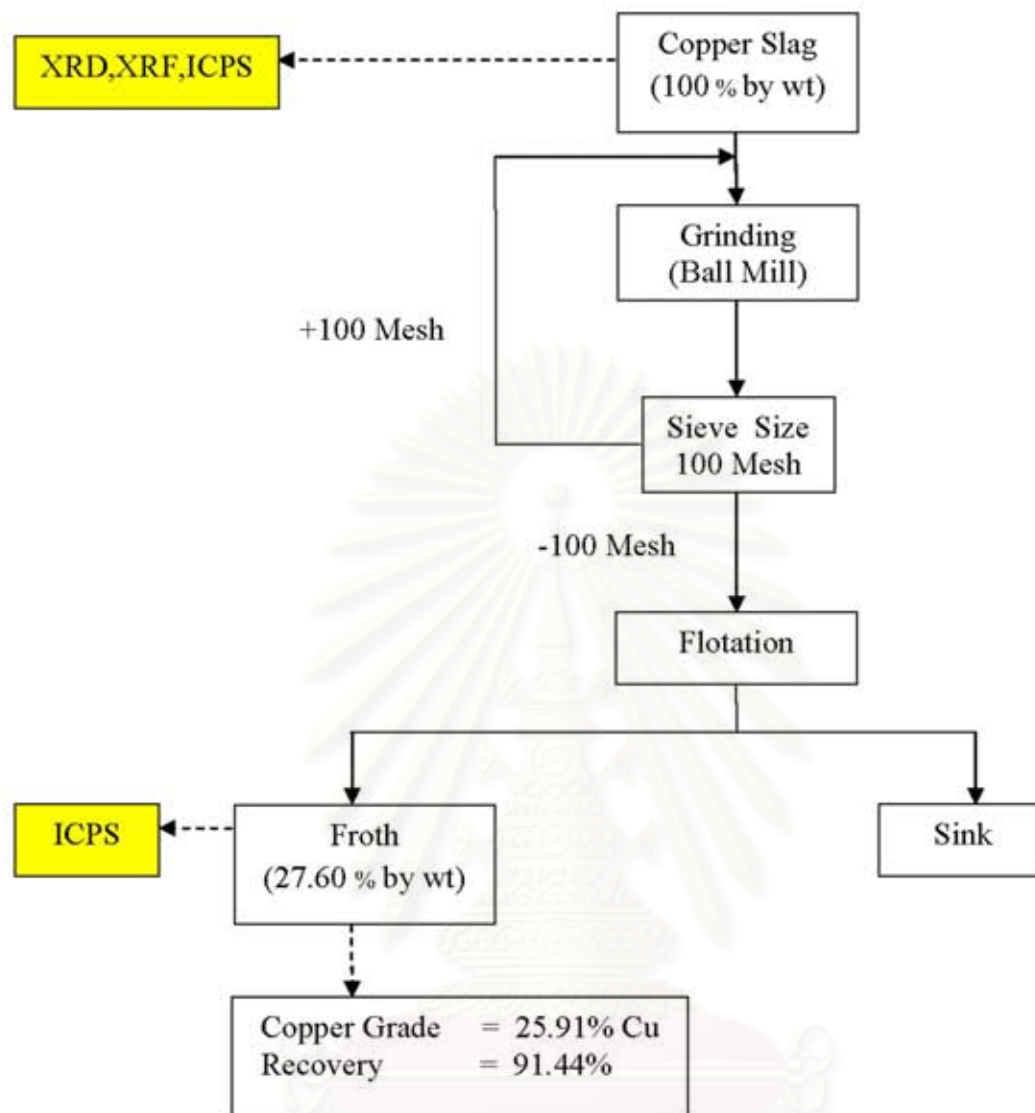 XRD,XRF,ICPS
Copper Slag
(100 % by wt)
Grinding
(Ball Mill)
+100 Mesh
Sieve Size
100 Mesh
-100 Mesh
Flotation
ICPS
Froth
(27.60 % by wt)
Sink
Copper Grade = 25.91% Cu
Recovery = 91.44%